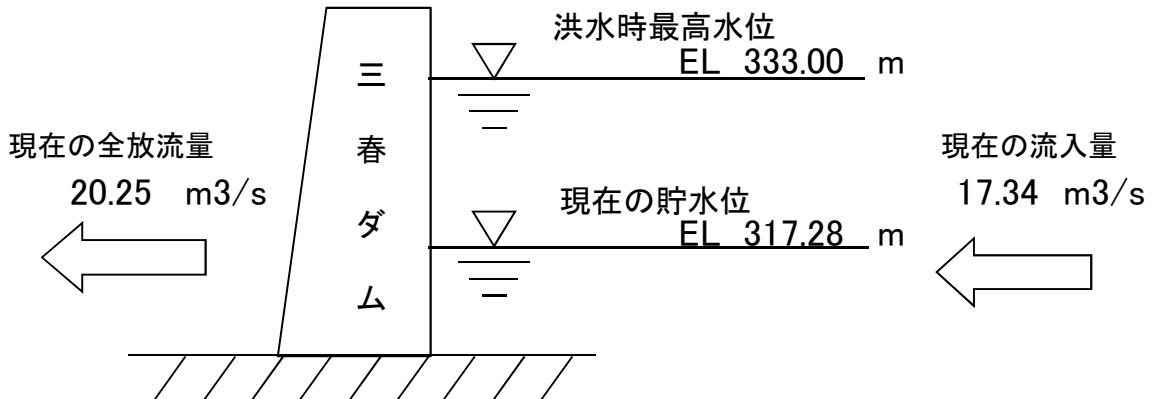 洪水時最高水位
EL 333.00 m
三春ダム
現在の全放流量
20.25 m3/s
現在の流入量
17.34 m3/s
現在の貯水位
EL 317.28 m